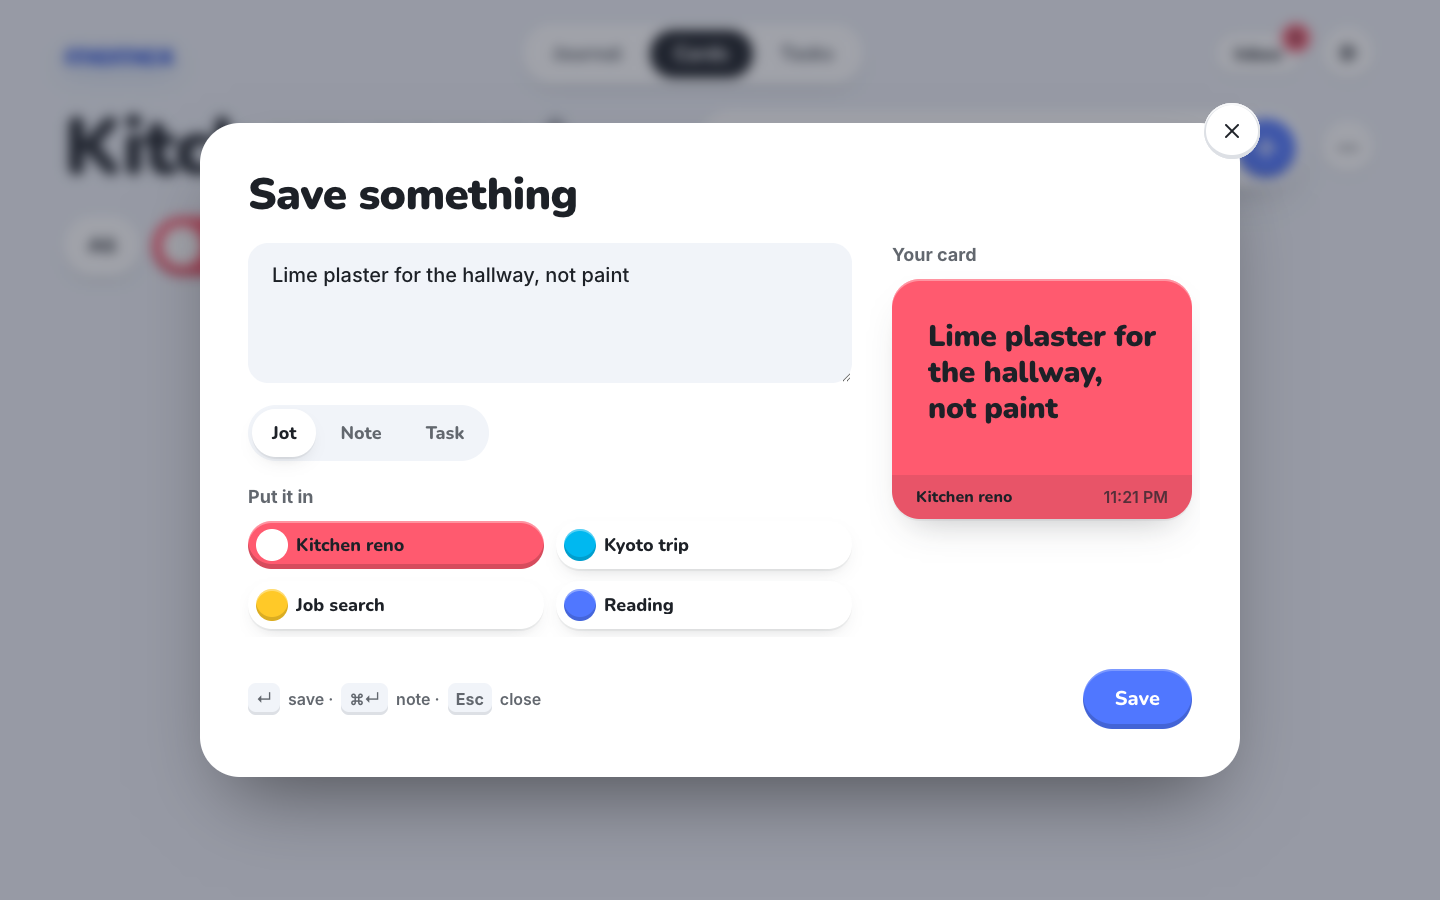 Save something
Lime plaster for the hallway, not paint
Jot Note Task
Put it in
Kitchen reno Kyoto trip
Job search Reading
↵ save · ⌘↵ note · Esc close
Your card
Lime plaster for
the hallway,
not paint
Kitchen reno 11:21 PM
Save